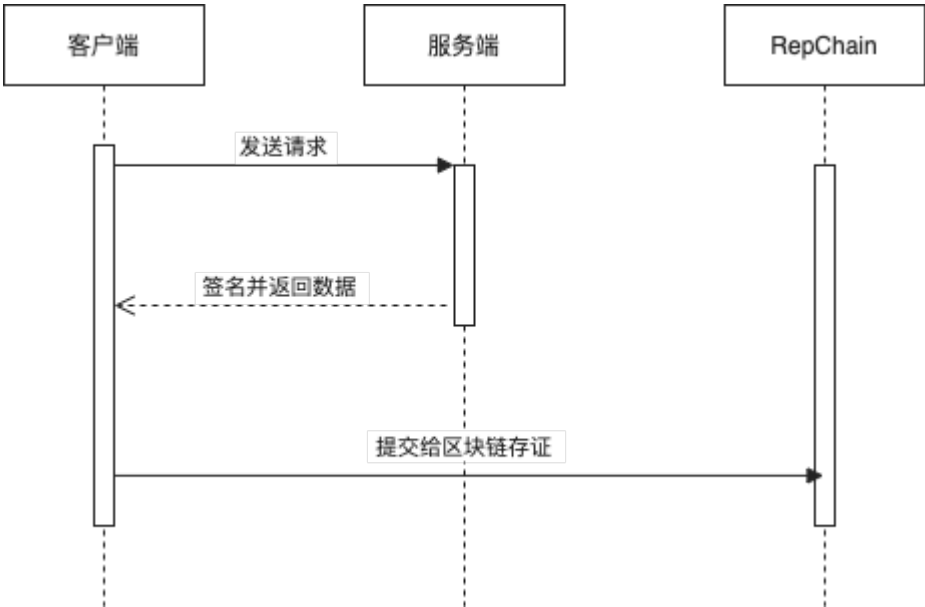 客户端
服务端
RepChain
发送请求
签名并返回数据
提交给区块链存证